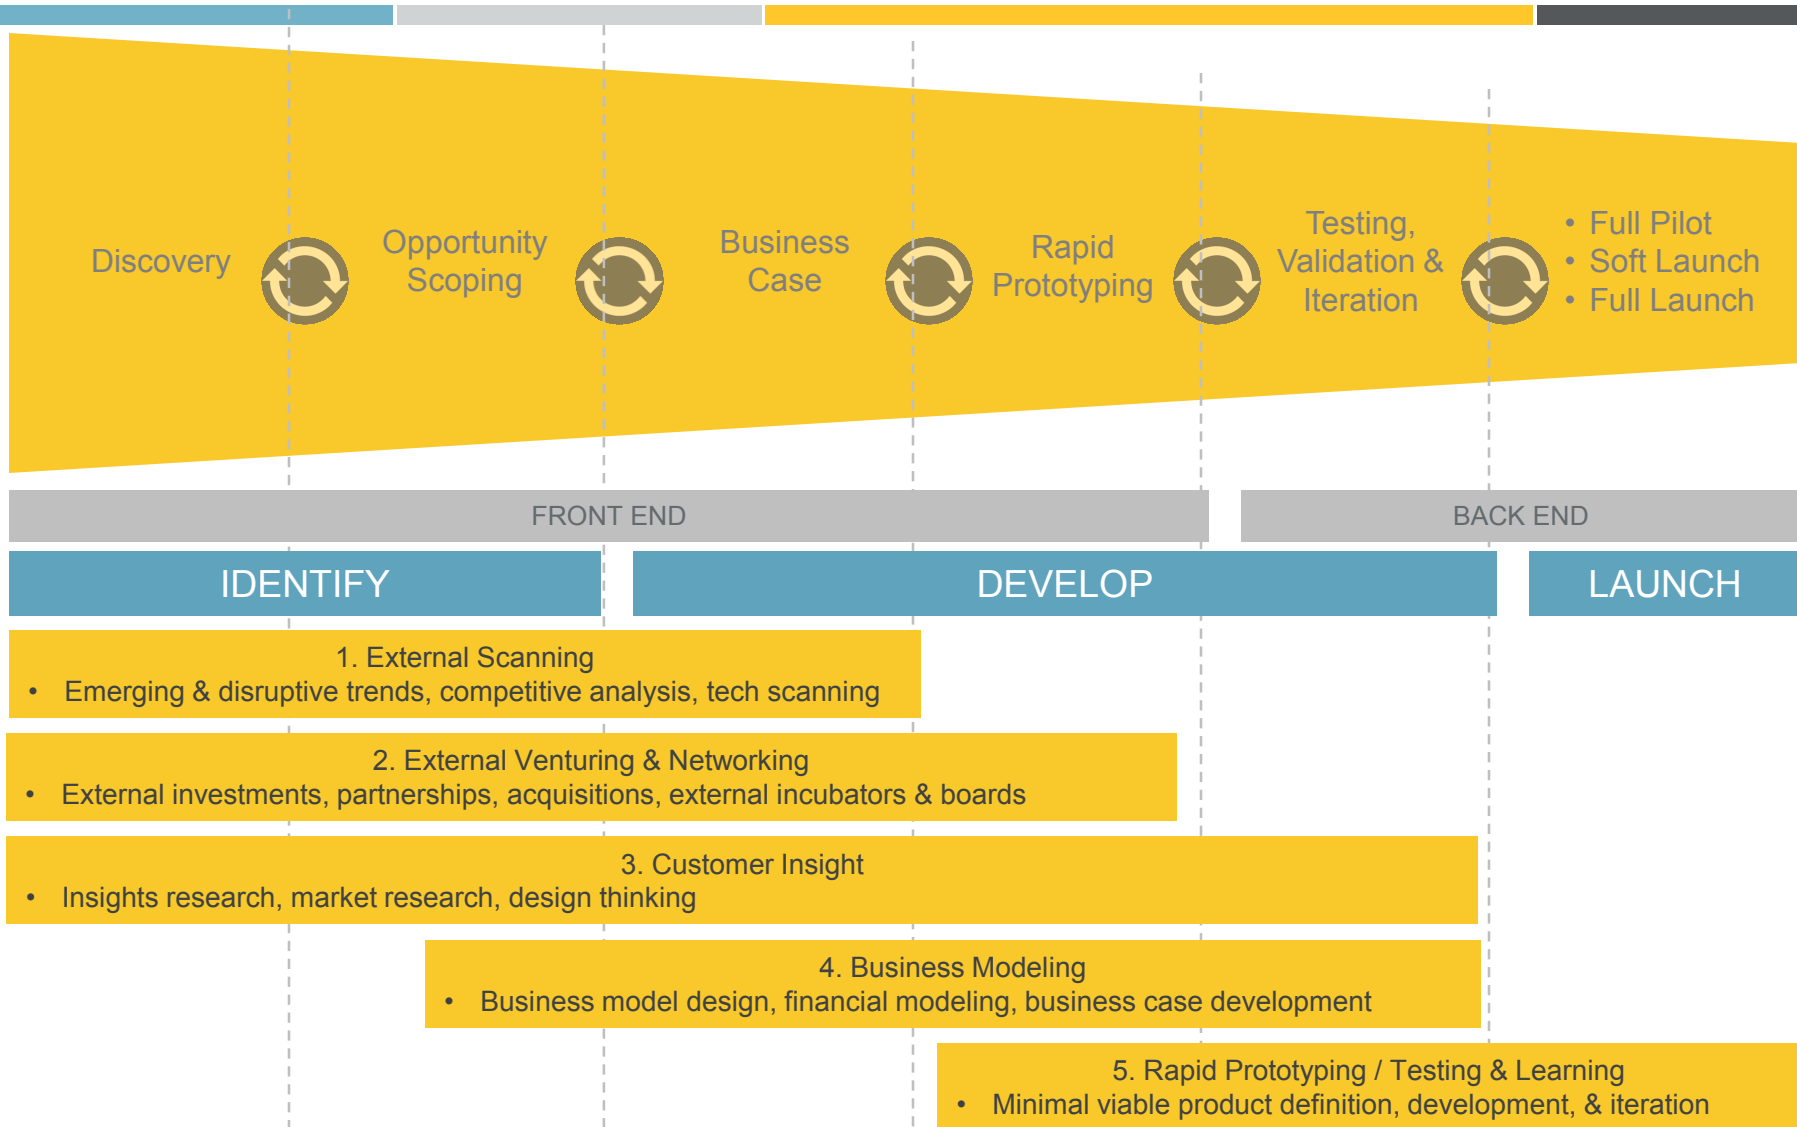 Discovery
Opportunity
Scoping
Business
Case
Rapid
Prototyping
Testing,
Validation &
Iteration
• Full Pilot
• Soft Launch
• Full Launch
FRONT END
BACK END
IDENTIFY
DEVELOP
LAUNCH
1. External Scanning
• Emerging & disruptive trends, competitive analysis, tech scanning
2. External Venturing & Networking
• External investments, partnerships, acquisitions, external incubators & boards
3. Customer Insight
• Insights research, market research, design thinking
4. Business Modeling
• Business model design, financial modeling, business case development
5. Rapid Prototyping / Testing & Learning
• Minimal viable product definition, development, & iteration